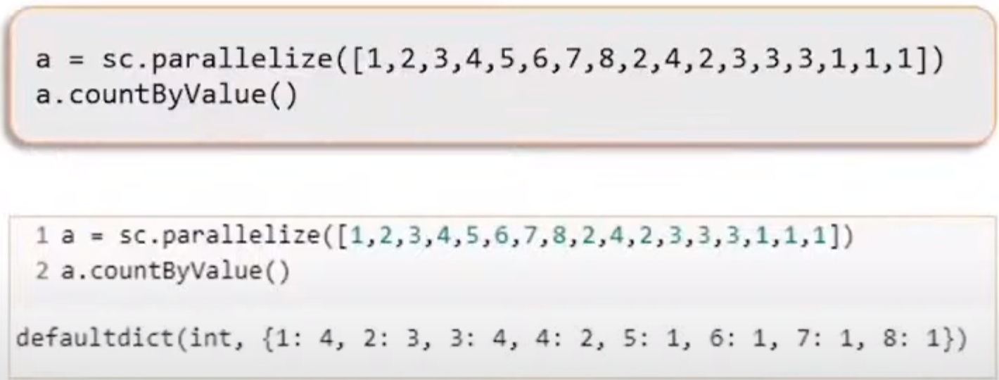 a = sc.parallelize([1,2,3,4,5,6,7,8,2,4,2,3,3,3,1,1,1])
a.countByValue()
1 a = sc.parallelize([1,2,3,4,5,6,7,8,2,4,2,3,3,3,1,1,1])
2 a.countByValue()
defaultdict(int, {1: 4, 2: 3, 3: 4, 4: 2, 5: 1, 6: 1, 7: 1, 8: 1})